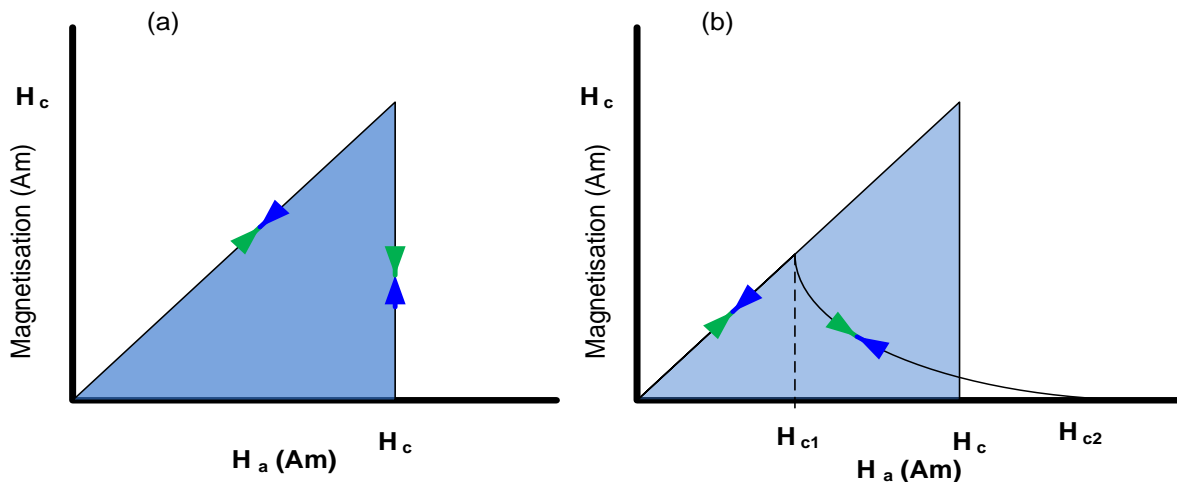 (a)
H c
Magnetisation (Am)
H c
H a (Am)
(b)
H c
Magnetisation (Am)
H c1
H c
H c2
H a (Am)